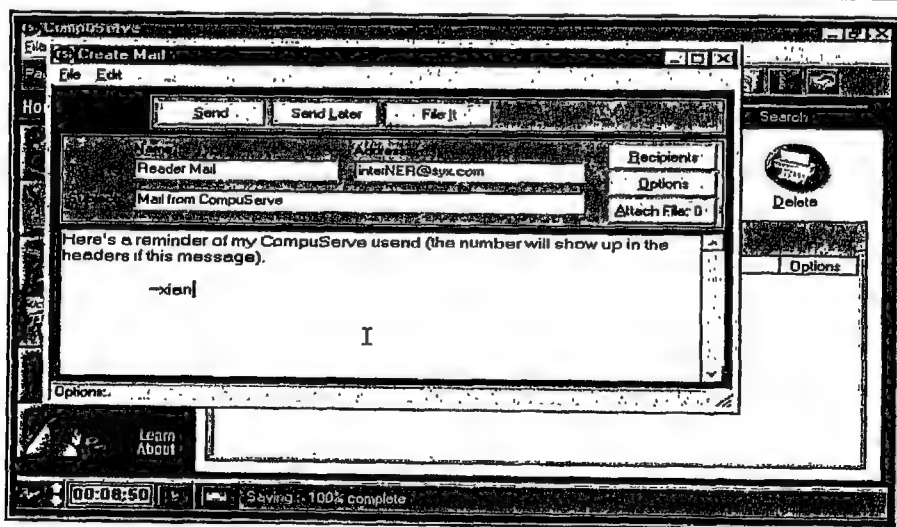 CompuServe
Create Mail
File Edit
Send Send Later File It
Search
Name: Address:
Reader Mail interNER@syx.com
Recipients
Mail from CompuServe
Options
Attach File: 0
Delete
Here's a reminder of my CompuServe usend (the number will show up in the
headers if this message).
Options
--xian
Options:
Learn
About
00:08:50 Saving - 100% complete